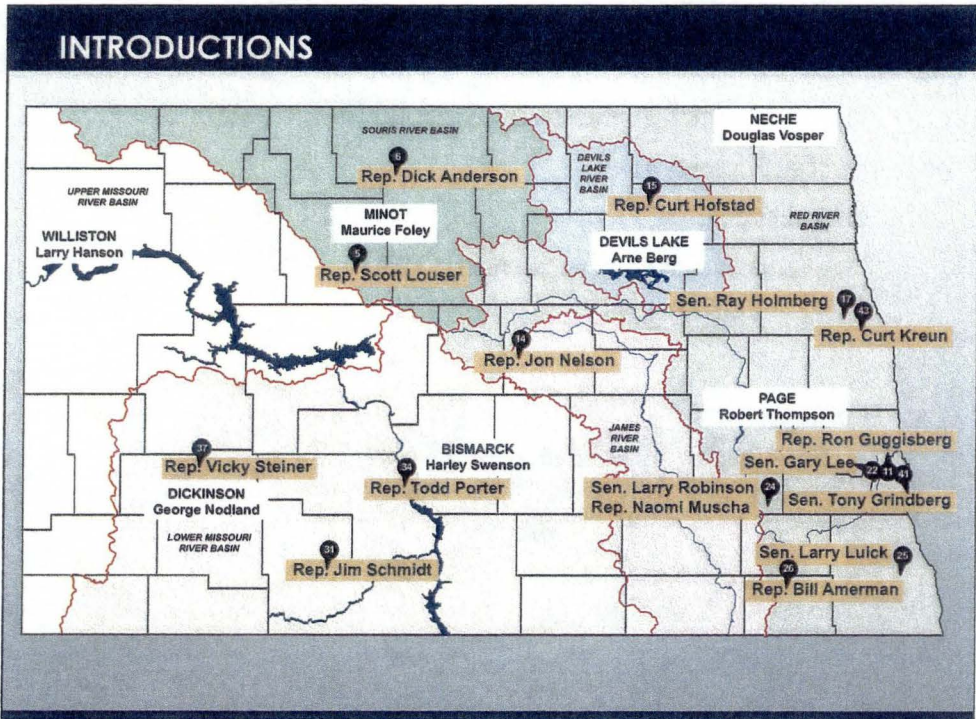 INTRODUCTIONS
SOURIS RIVER BASIN
NECHE
Douglas Vosper
6
Rep. Dick Anderson
DEVILS
LAKE
RIVER
BASIN
15
Rep. Curt Hofstad
UPPER MISSOURI
RIVER BASIN
MINOT
Maurice Foley
RED RIVER
BASIN
WILLISTON
Larry Hanson
5
Rep. Scott Louser
DEVILS LAKE
Arne Berg
Sen. Ray Holmberg
17
43
Rep. Curt Kreun
14
Rep. Jon Nelson
PAGE
Robert Thompson
JAMES
RIVER
BASIN
Rep. Ron Guggisberg
37
Rep. Vicky Steiner
BISMARCK
Harley Swenson
34
Rep. Todd Porter
Sen. Gary Lee
22 11 41
Sen. Larry Robinson
Rep. Naomi Muscha
24
Sen. Tony Grindberg
DICKINSON
George Nodland
LOWER MISSOURI
RIVER BASIN
31
Rep. Jim Schmidt
Sen. Larry Luick
25
26
Rep. Bill Amerman